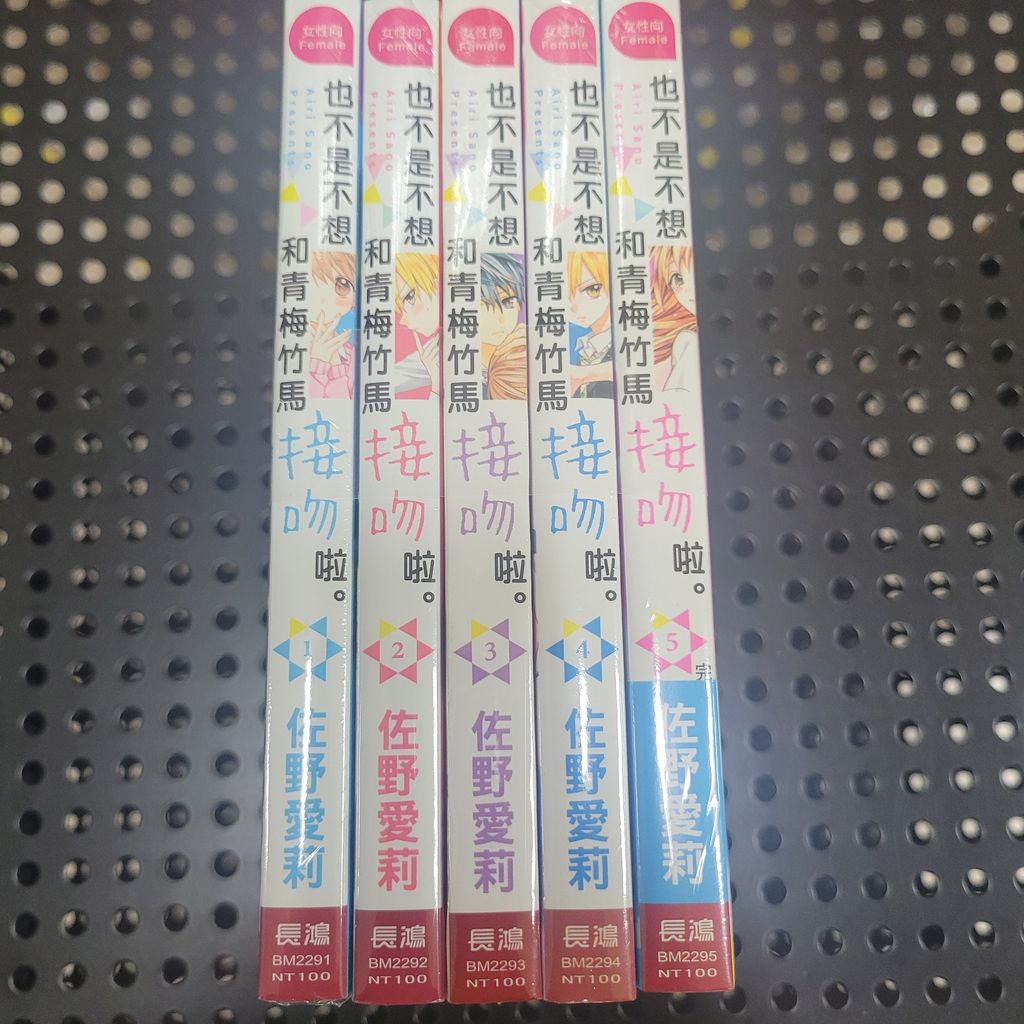 女性向
Female
Airi Sano
Presents
也不是不想
和青梅竹馬
接吻
啦。
1
佐野愛莉
長鴻
BM2291
NT100
女性向
Female
Airi Sano
Presents
也不是不想
和青梅竹馬
接吻
啦。
2
佐野愛莉
長鴻
BM2292
NT100
女性向
Female
Airi Sano
Presents
也不是不想
和青梅竹馬
接吻
啦。
3
佐野愛莉
長鴻
BM2293
NT100
女性向
Female
Airi Sano
Presents
也不是不想
和青梅竹馬
接吻
啦。
4
佐野愛莉
長鴻
BM2294
NT100
女性向
Female
Airi Sano
Presents
也不是不想
和青梅竹馬
接吻
啦。
5
完
佐野愛莉
長鴻
BM2295
NT100